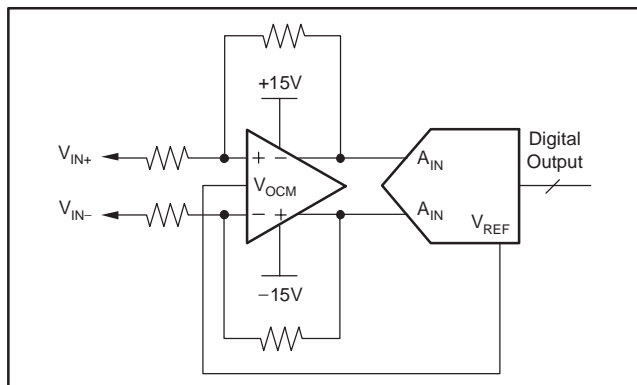 +15V
V_IN+
+ −
A_IN
Digital
Output
V_OCM
V_IN−
− +
A_IN
V_REF
−15V